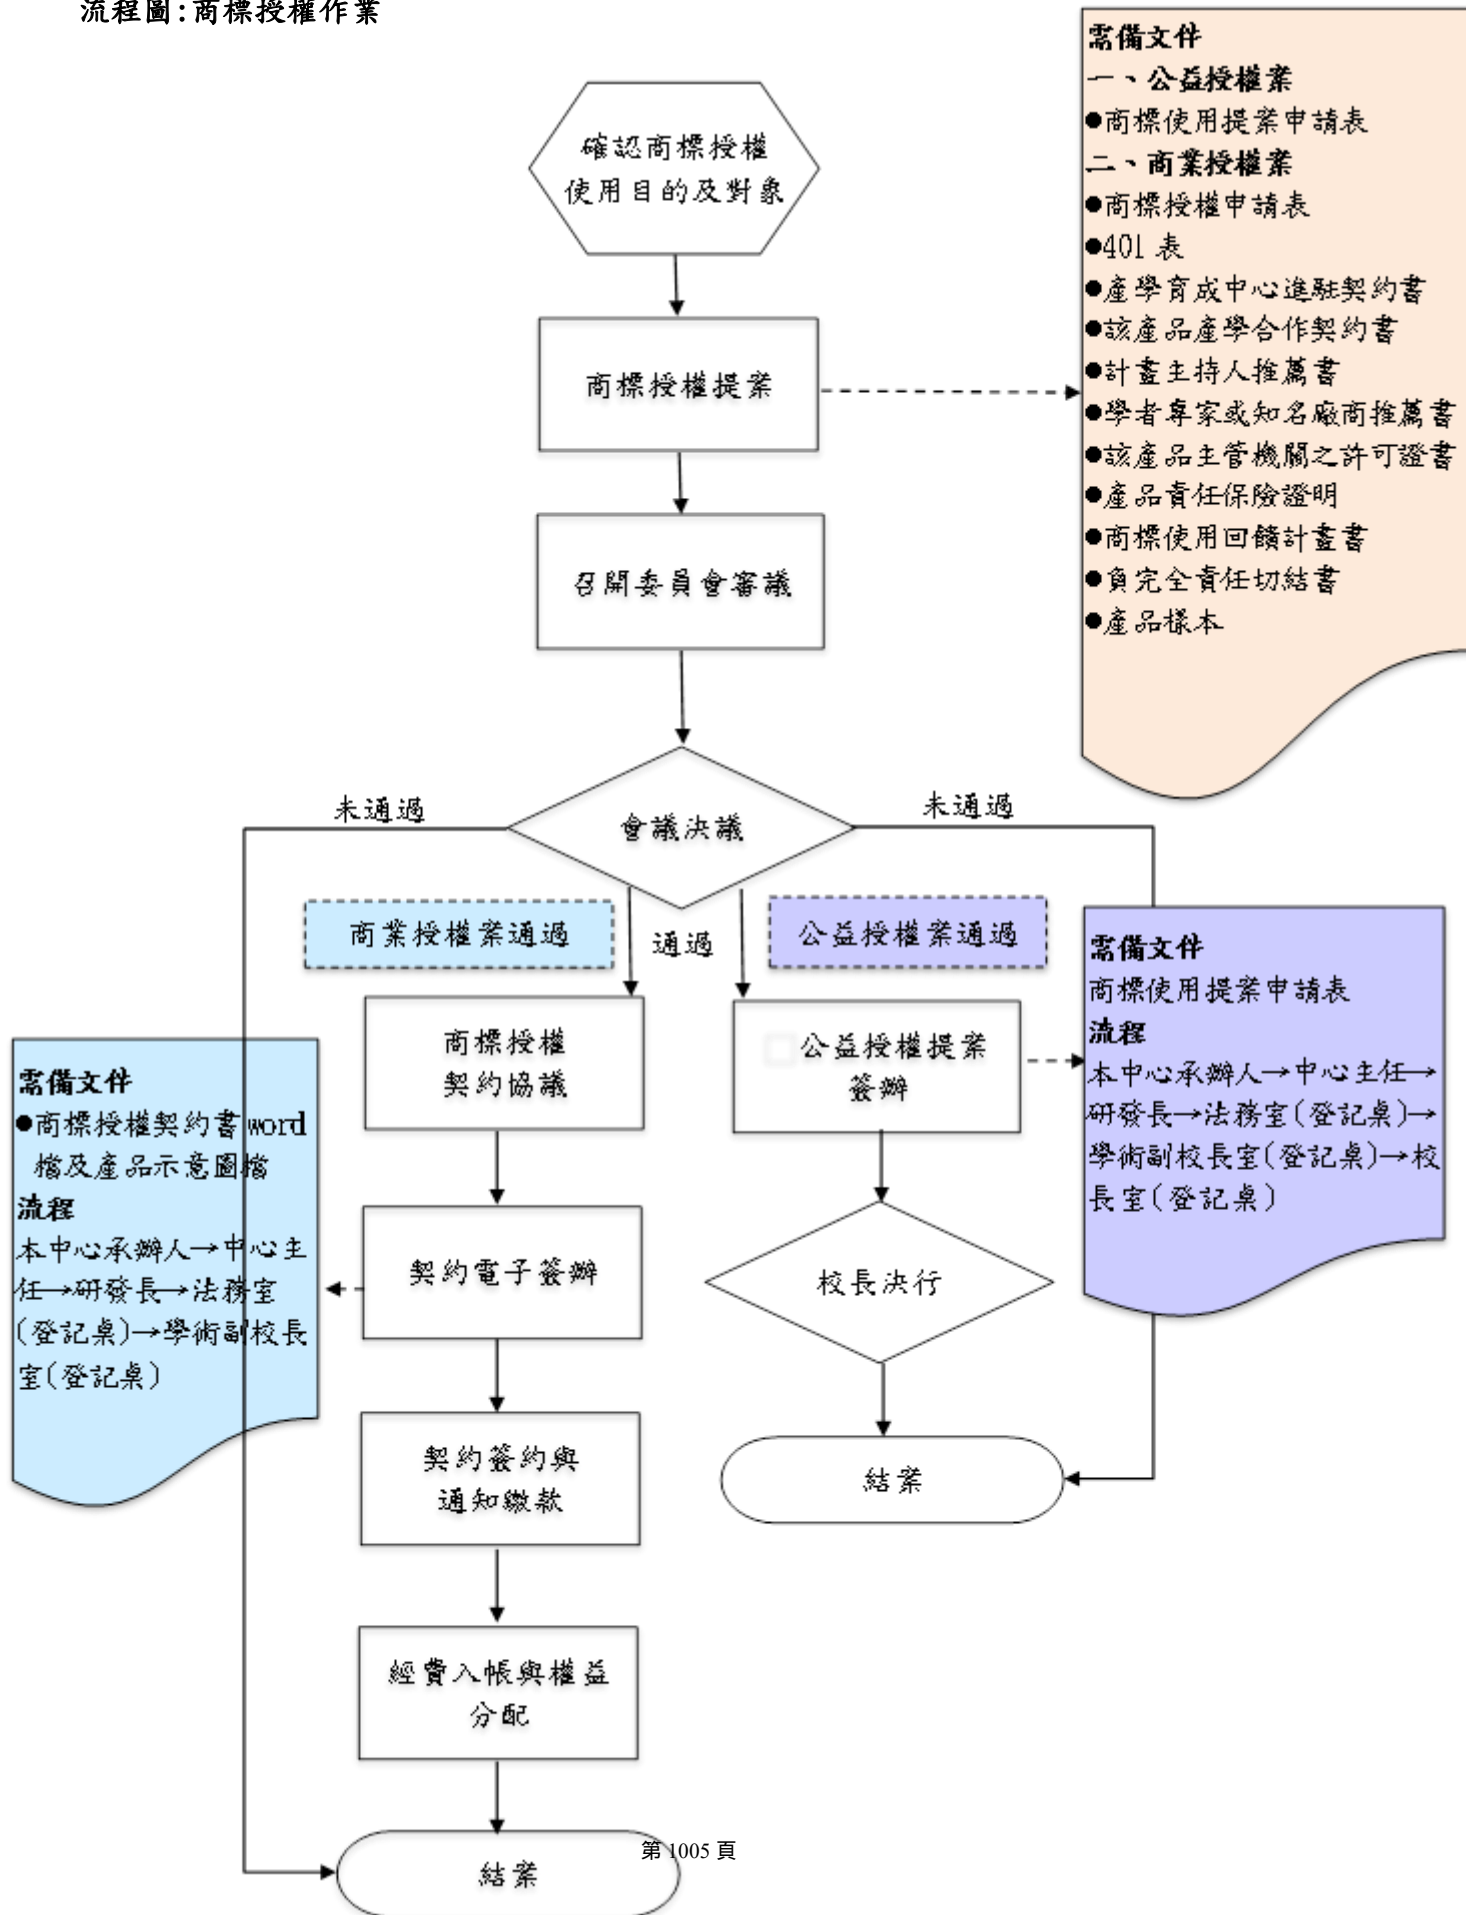 流程圖:商標授權作業
確認商標授權
使用目的及對象
商標授權提案
召開委員會審議
會議決議
未通過
未通過
通過
需備文件
一、公益授權案
●商標使用提案申請表
二、商業授權案
●商標授權申請表
●401 表
●產學育成中心進駐契約書
●該產品產學合作契約書
●計畫主持人推薦書
●學者專家或知名廠商推薦書
●該產品主管機關之許可證書
●產品責任保險證明
●商標使用回饋計畫書
●負完全責任切結書
●產品樣本
商業授權案通過
公益授權案通過
商標授權
契約協議
契約電子簽辦
契約簽約與
通知繳款
經費入帳與權益
分配
結案
公益授權提案
簽辦
校長決行
結案
需備文件
●商標授權契約書 word
檔及產品示意圖檔
流程
本中心承辦人→中心主
任→研發長→法務室
(登記桌)→學術副校長
室(登記桌)
需備文件
商標使用提案申請表
流程
本中心承辦人→中心主任→
研發長→法務室(登記桌)→
學術副校長室(登記桌)→校
長室(登記桌)
第 1005 頁